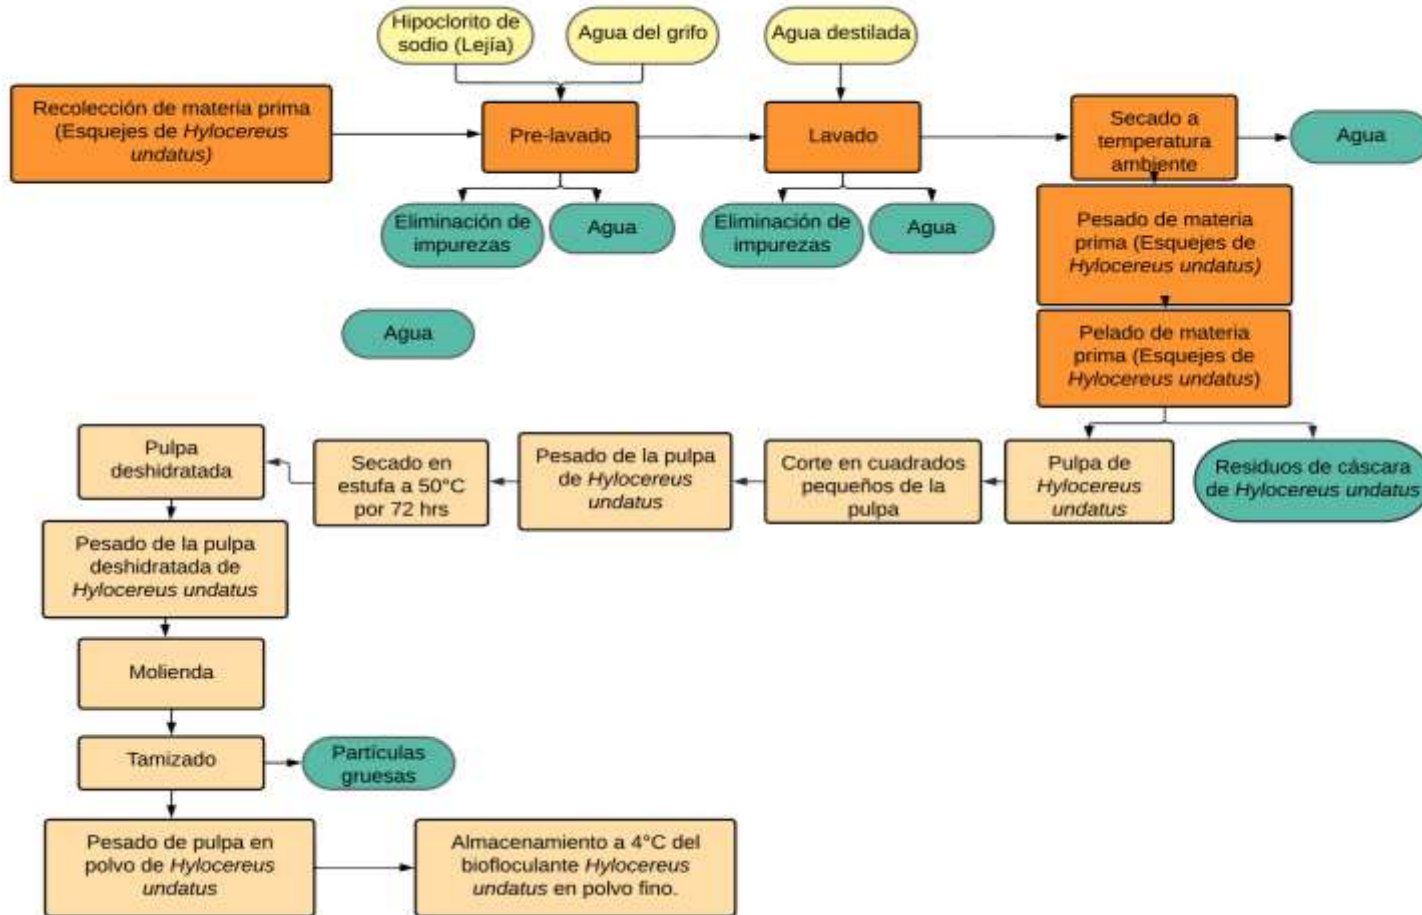 Hipoclorito de
sodio (Lejía)
Agua del grifo
Agua destilada
Recolección de materia prima
(Esquejes de Hylocereus
undatus)
Pre-lavado
Lavado
Secado a
temperatura
ambiente
Agua
Eliminación de
impurezas
Agua
Eliminación de
impurezas
Agua
Pesado de materia
prima (Esquejes de
Hylocereus undatus)
Agua
Pelado de materia
prima (Esquejes de
Hylocereus undatus)
Pulpa
deshidratada
Secado en
estufa a 50°C
por 72 hrs
Pesado de la pulpa
de Hylocereus
undatus
Corte en cuadrados
pequeños de la
pulpa
Pulpa de
Hylocereus
undatus
Residuos de cáscara
de Hylocereus undatus
Pesado de la pulpa
deshidratada de
Hylocereus undatus
Molienda
Tamizado
Partículas
gruesas
Pesado de pulpa en
polvo de Hylocereus
undatus
Almacenamiento a 4°C del
biofloculante Hylocereus
undatus en polvo fino.